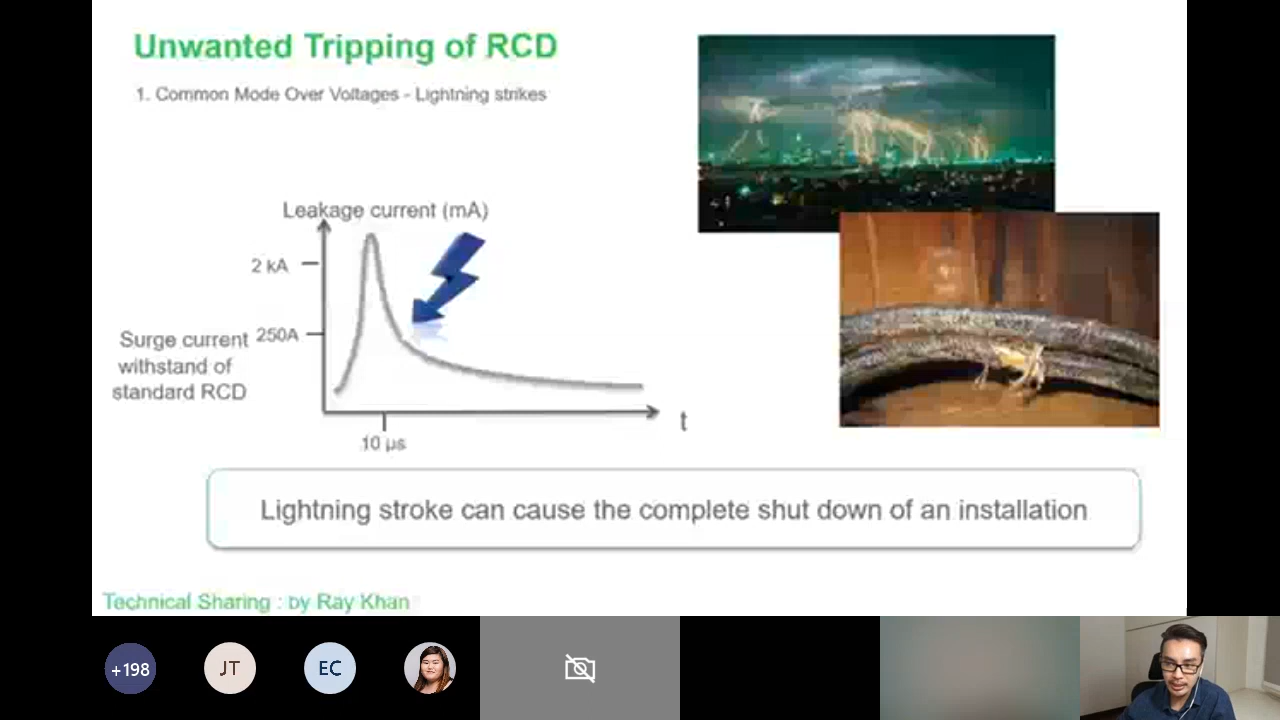 Unwanted Tripping of RCD
1. Common Mode Over Voltages - Lightning strikes
Leakage current (mA)
2 kA
250A
Surge current
withstand of
standard RCD
t
10 µs
Lightning stroke can cause the complete shut down of an installation
Technical Sharing : by Ray Khan
+198
JT
EC